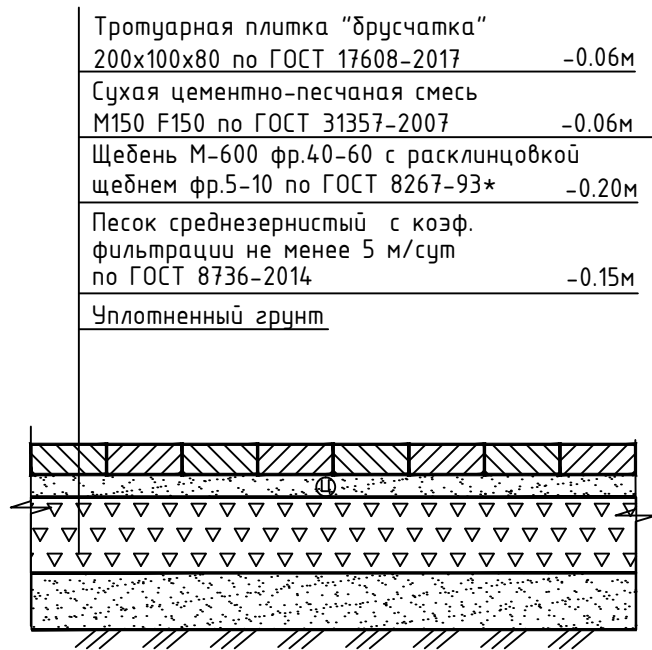 Тротуарная плитка "брусчатка"
200х100х80 по ГОСТ 17608-2017 -0.06м
Сухая цементно-песчаная смесь
М150 F150 по ГОСТ 31357-2007 -0.06м
Щебень М-600 фр.40-60 с расклинцовкой
щебнем фр.5-10 по ГОСТ 8267-93* -0.20м
Песок среднезернистый с коэф.
фильтрации не менее 5 м/сут
по ГОСТ 8736-2014 -0.15м
Уплотненный грунт
Ц